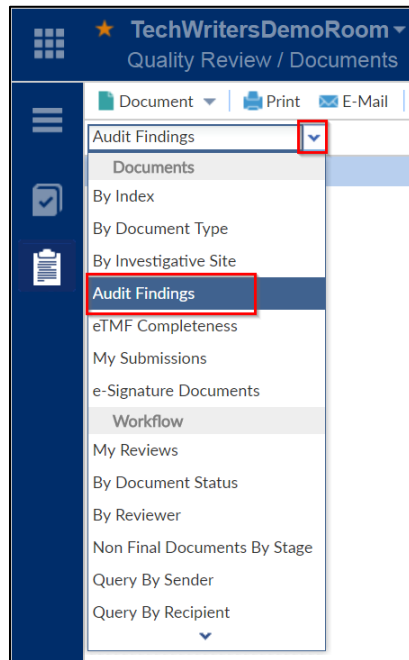 TechWritersDemoRoom
Quality Review / Documents
Document Print E-Mail
Audit Findings
Documents
By Index
By Document Type
By Investigative Site
Audit Findings
eTMF Completeness
My Submissions
e-Signature Documents
Workflow
My Reviews
By Document Status
By Reviewer
Non Final Documents By Stage
Query By Sender
Query By Recipient